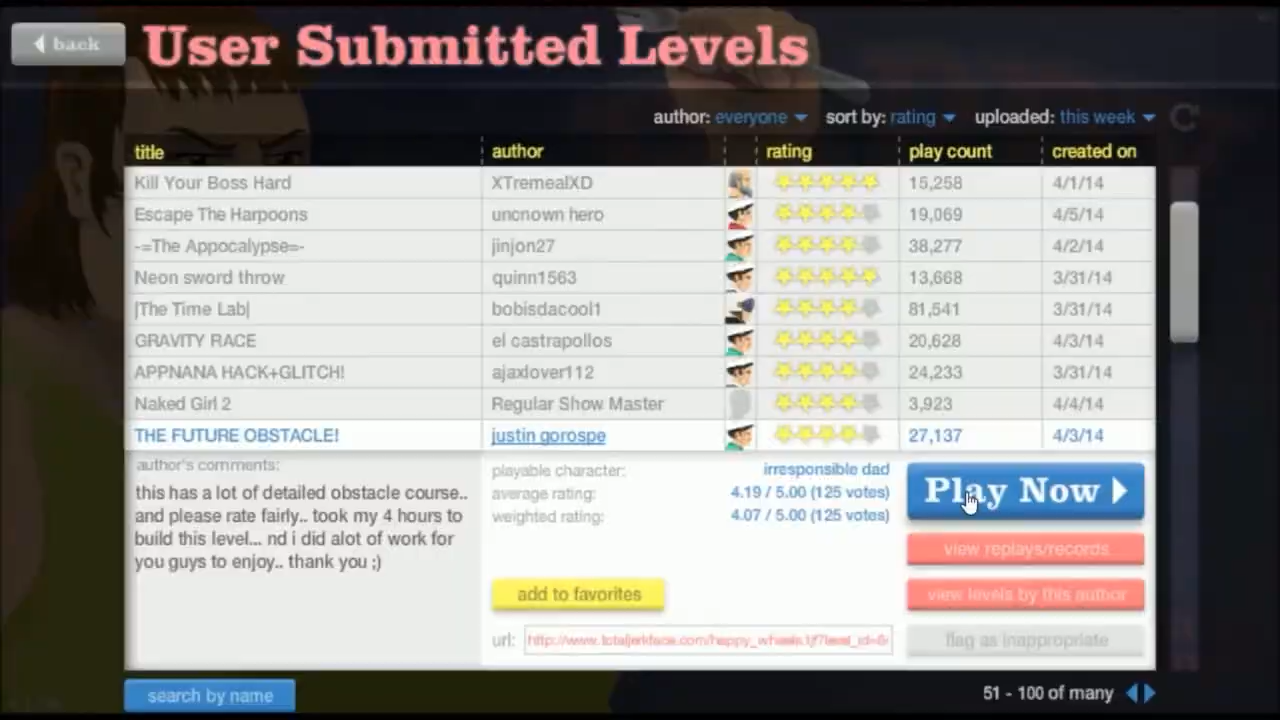 back
User Submitted Levels
author: everyone sort by: rating uploaded: this week
title author rating play count created on
Kill Your Boss Hard XTremealXD 15,258 4/1/14
Escape The Harpoons uncnown hero 19,069 4/5/14
-=The Appocalypse=- jinjon27 38,277 4/2/14
Neon sword throw quinn1563 13,668 3/31/14
|The Time Lab| bobisdacool1 81,541 3/31/14
GRAVITY RACE el castrapollos 20,628 4/3/14
APPNANA HACK+GLITCH! ajaxlover112 24,233 3/31/14
Naked Girl 2 Regular Show Master 3,923 4/4/14
THE FUTURE OBSTACLE! justin gorospe 27,137 4/3/14
author's comments:
this has a lot of detailed obstacle course..
and please rate fairly.. took my 4 hours to
build this level... nd i did alot of work for
you guys to enjoy.. thank you ;)
playable character: irresponsible dad
average rating: 4.19 / 5.00 (125 votes)
weighted rating: 4.07 / 5.00 (125 votes)
add to favorites
url: http://www.totaljerkface.com/happy_wheels.tjf?level_id=6
Play Now
view replays/records
view levels by this author
flag as inappropriate
search by name
51 - 100 of many